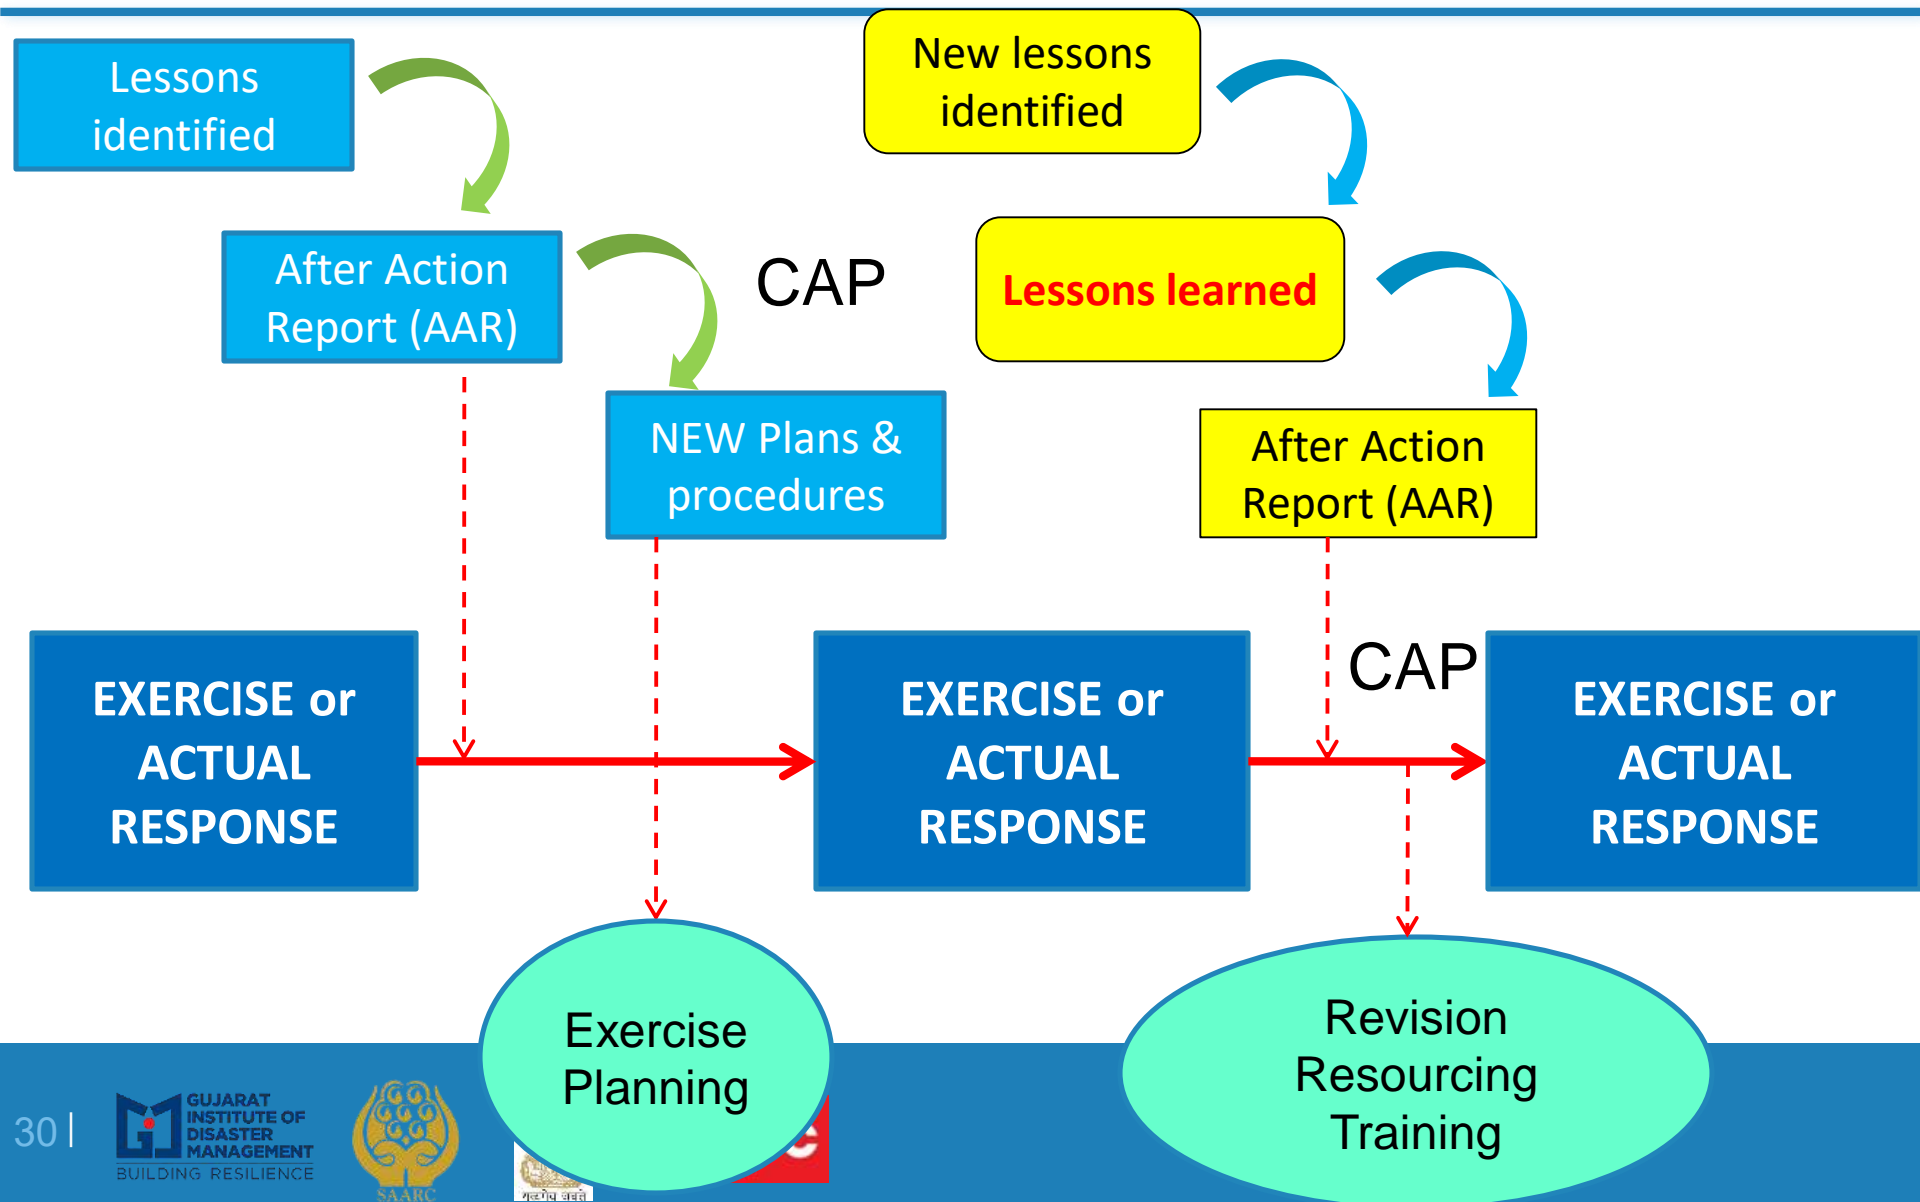 Lessons
identified
After Action
Report (AAR)
CAP
NEW Plans &
procedures
New lessons
identified
Lessons learned
After Action
Report (AAR)
CAP
EXERCISE or
ACTUAL
RESPONSE
EXERCISE or
ACTUAL
RESPONSE
EXERCISE or
ACTUAL
RESPONSE
Exercise
Planning
Revision
Resourcing
Training
30|
GUJARAT
INSTITUTE OF
DISASTER
MANAGEMENT
BUILDING RESILIENCE
SAARC